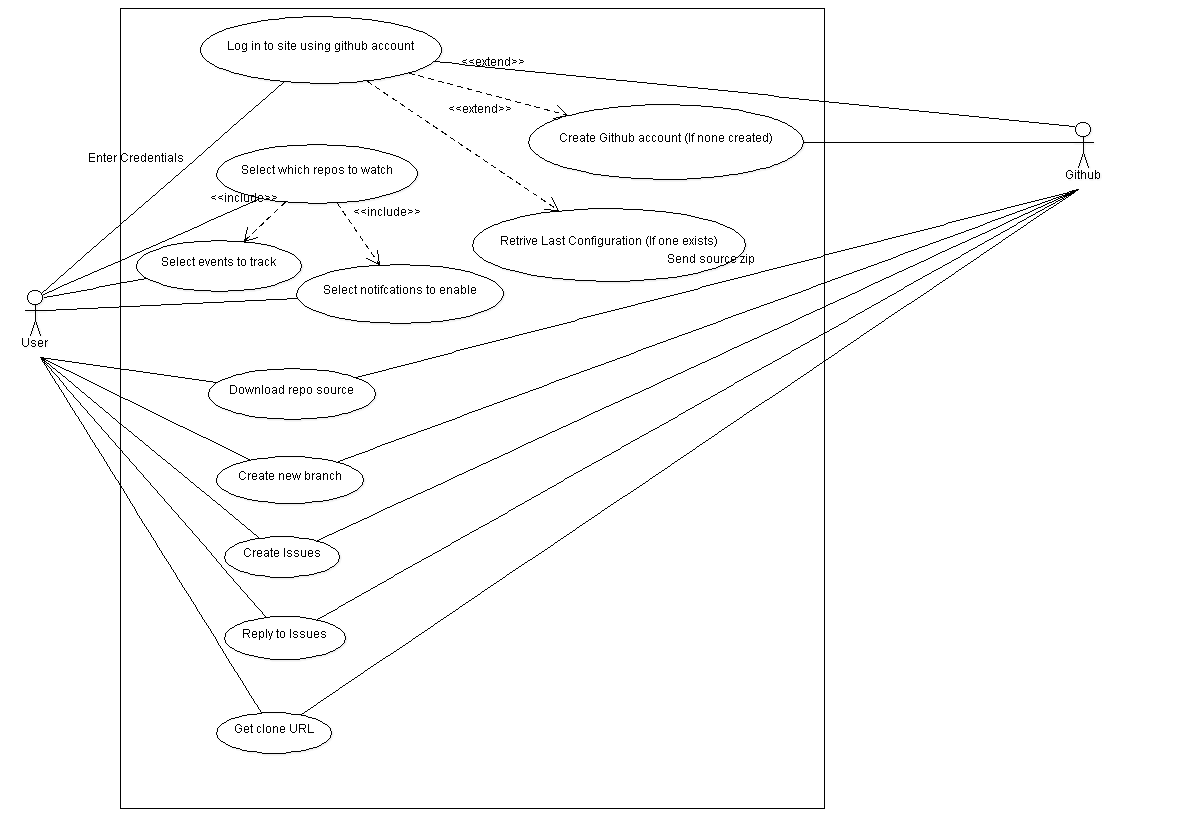 Log in to site using github account
<<extend>>
<<extend>>
Create Github account (If none created)
Enter Credentials
Select which repos to watch
Github
<<include>>
<<include>>
Retrive Last Configuration (If one exists)
Send source zip
Select events to track
Select notifcations to enable
User
Download repo source
Create new branch
Create Issues
Reply to Issues
Get clone URL